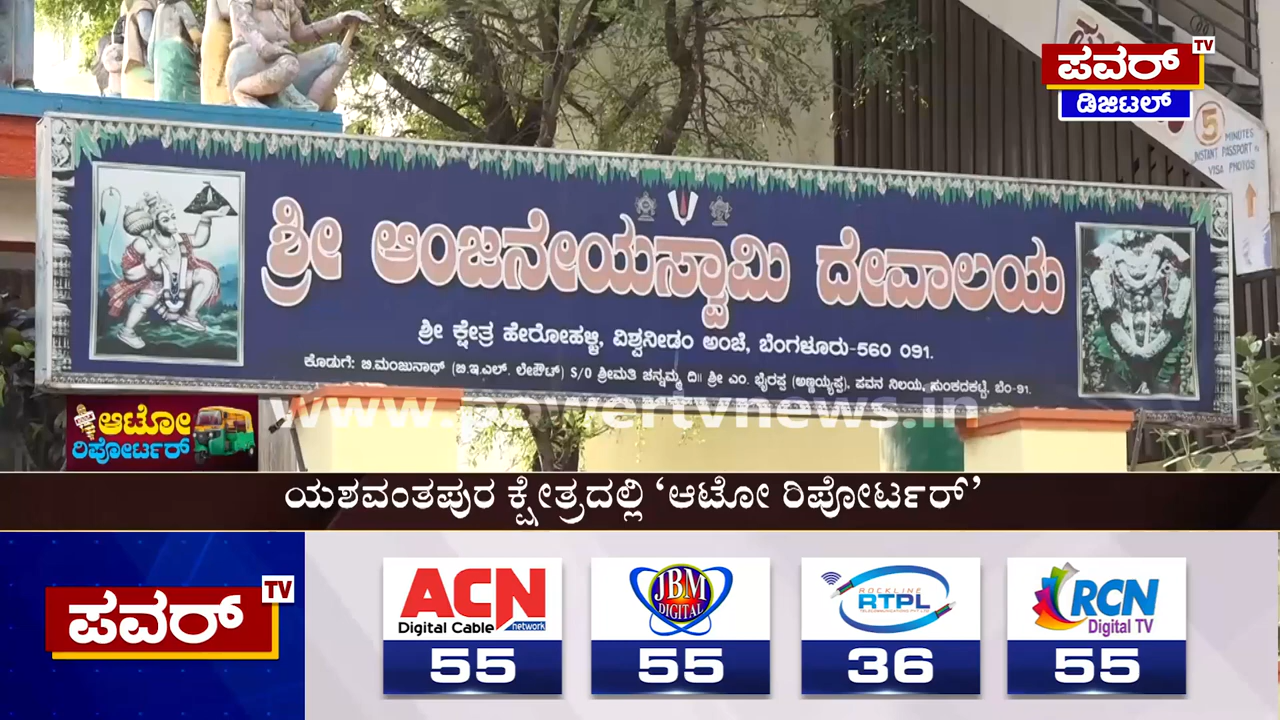 ಪವರ್ TV
ಡಿಜಿಟಲ್
5 MINUTES
INSTANT PASSPORT
VISA PHOTOS
ಶ್ರೀ ಆಂಜನೇಯಸ್ವಾಮಿ ದೇವಾಲಯ
ಶ್ರೀ ಕ್ಷೇತ್ರ ಹೇರೋಹಳ್ಳಿ, ವಿಶ್ವನೀಡಂ ಅಂಚೆ, ಬೆಂಗಳೂರು-560 091.
ಕೊಡುಗೆ: ಬಿ.ಮಂಜುನಾಥ್ (ಬಿ.ಇ.ಎಲ್. ಲೇಔಟ್) S/O ಶ್ರೀಮತಿ ಚನ್ನಮ್ಮ ದಿ॥ ಶ್ರೀ ಎಂ. ಭೈರಪ್ಪ (ಅಣ್ಣಯ್ಯಪ್ಪ), ಪವನ ನಿಲಯ, ಸುಂಕದಕಟ್ಟೆ, ಬೆಂ-91.
www.powertvnews.in
ಆಟೋ
ರಿಪೋರ್ಟರ್
ಯಶವಂತಪುರ ಕ್ಷೇತ್ರದಲ್ಲಿ ‘ಆಟೋ ರಿಪೋರ್ಟರ್’
ಪವರ್ TV
ACN
Digital Cable network
55
JBM
DIGITAL
55
ROCKLINE
RTPL
36
RCN
Digital TV
55